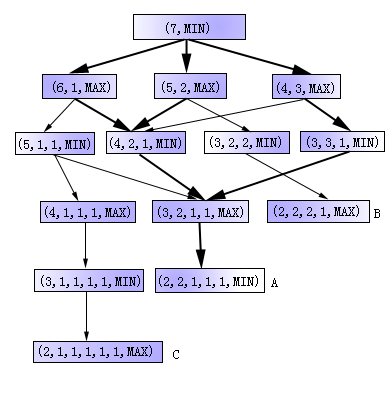 (7,MIN)
(6,1,MAX) (5,2,MAX) (4,3,MAX)
(5,1,1,MIN) (4,2,1,MIN) (3,2,2,MIN) (3,3,1,MIN)
(4,1,1,1,MAX) (3,2,1,1,MAX) (2,2,2,1,MAX) B
(3,1,1,1,1,MIN) (2,2,1,1,1,MIN) A
(2,1,1,1,1,1,MAX) C